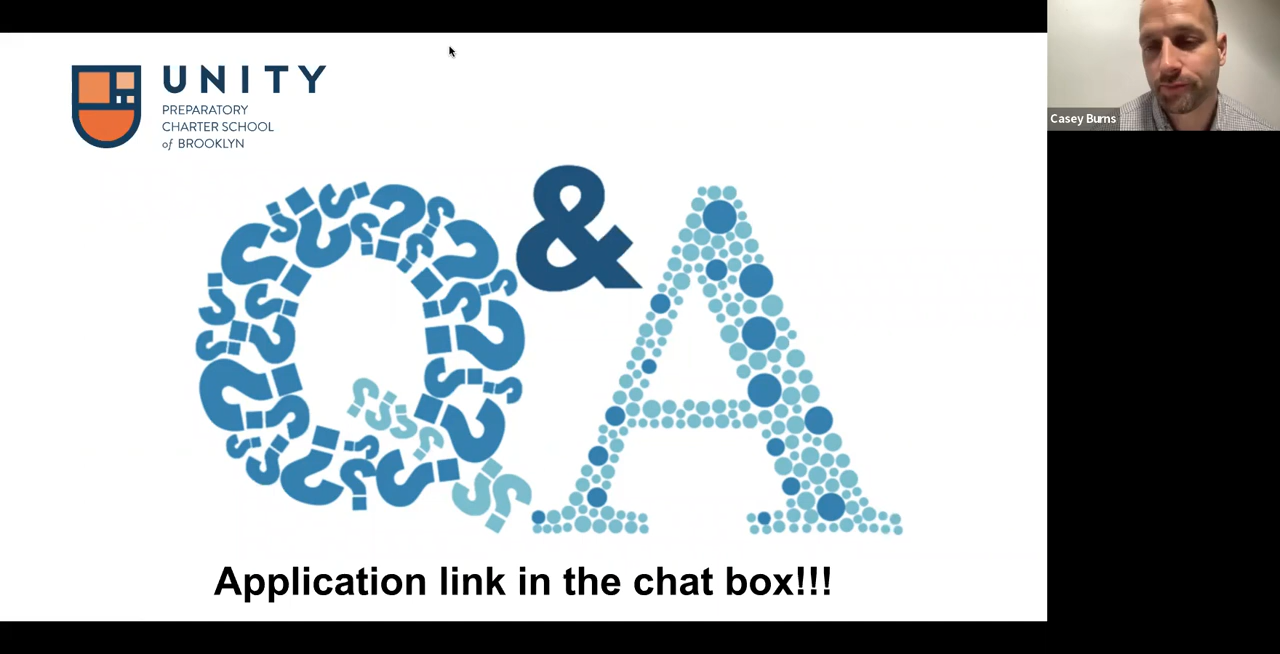 UNITY
PREPARATORY
CHARTER SCHOOL
of BROOKLYN
Q&A
Application link in the chat box!!!
Casey Burns